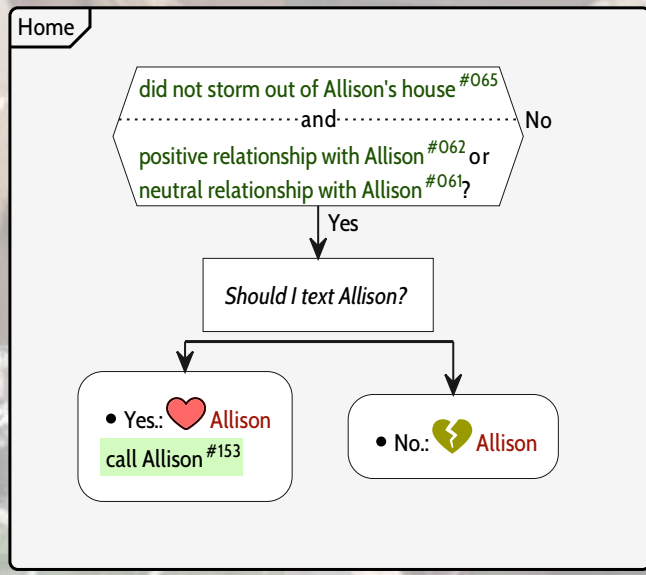 Home
did not storm out of Allison's house #065
and
No
positive relationship with Allison #062 or
neutral relationship with Allison #061?
Yes
Should I text Allison?
• Yes.: Allison
call Allison #153
• No.: Allison